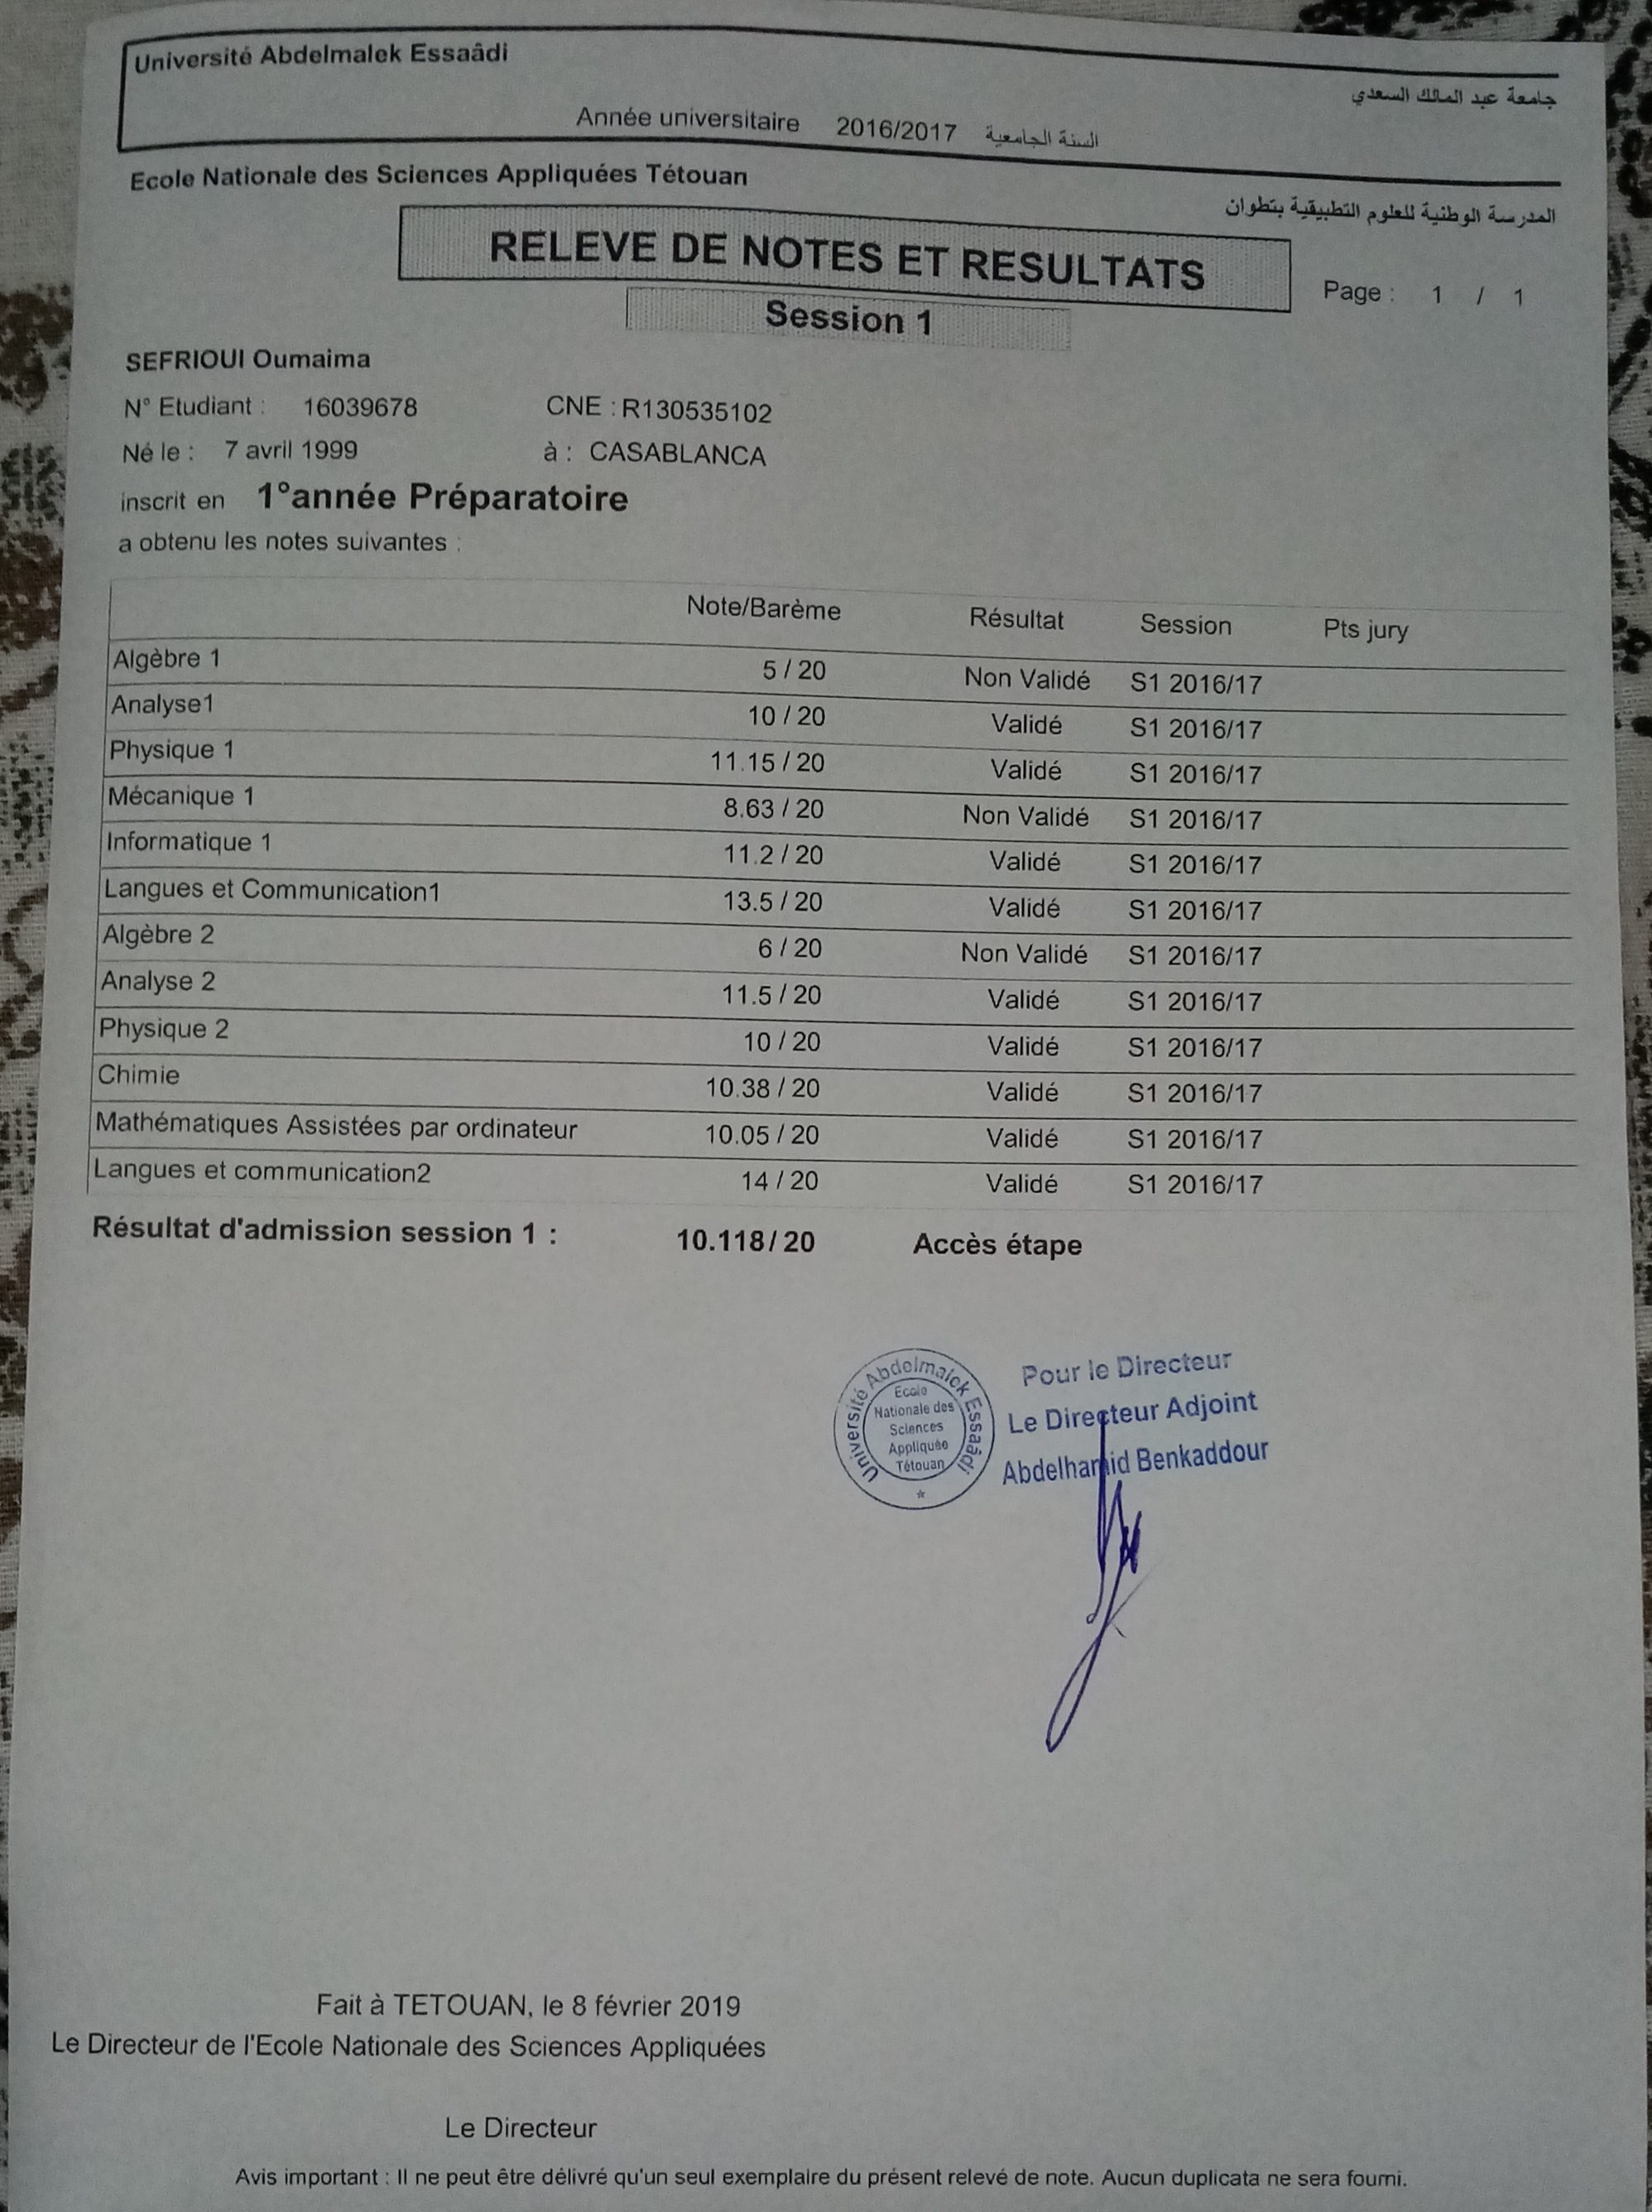 Université Abdelmalek Essaâdi
جامعة عبد المالك السعدي
Année universitaire 2016/2017 السنة الجامعية
Ecole Nationale des Sciences Appliquées Tétouan
المدرسة الوطنية للعلوم التطبيقية بتطوان
RELEVE DE NOTES ET RESULTATS
Page : 1 / 1
Session 1
SEFRIOUI Oumaima
N° Etudiant : 16039678 CNE : R130535102
Né le : 7 avril 1999 à : CASABLANCA
inscrit en 1°année Préparatoire
a obtenu les notes suivantes :
Note/Barème Résultat Session Pts jury
Algèbre 1 5 / 20 Non Validé S1 2016/17
Analyse1 10 / 20 Validé S1 2016/17
Physique 1 11.15 / 20 Validé S1 2016/17
Mécanique 1 8.63 / 20 Non Validé S1 2016/17
Informatique 1 11.2 / 20 Validé S1 2016/17
Langues et Communication1 13.5 / 20 Validé S1 2016/17
Algèbre 2 6 / 20 Non Validé S1 2016/17
Analyse 2 11.5 / 20 Validé S1 2016/17
Physique 2 10 / 20 Validé S1 2016/17
Chimie 10.38 / 20 Validé S1 2016/17
Mathématiques Assistées par ordinateur 10.05 / 20 Validé S1 2016/17
Langues et communication2 14 / 20 Validé S1 2016/17
Résultat d'admission session 1 : 10.118/ 20 Accès étape
Université Abdelmalek Essaâdi
Ecole
Nationale des
Sciences
Appliquée
Tétouan
Pour le Directeur
Le Directeur Adjoint
Abdelhamid Benkaddour
Fait à TETOUAN, le 8 février 2019
Le Directeur de l'Ecole Nationale des Sciences Appliquées
Le Directeur
Avis important : Il ne peut être délivré qu'un seul exemplaire du présent relevé de note. Aucun duplicata ne sera fourni.